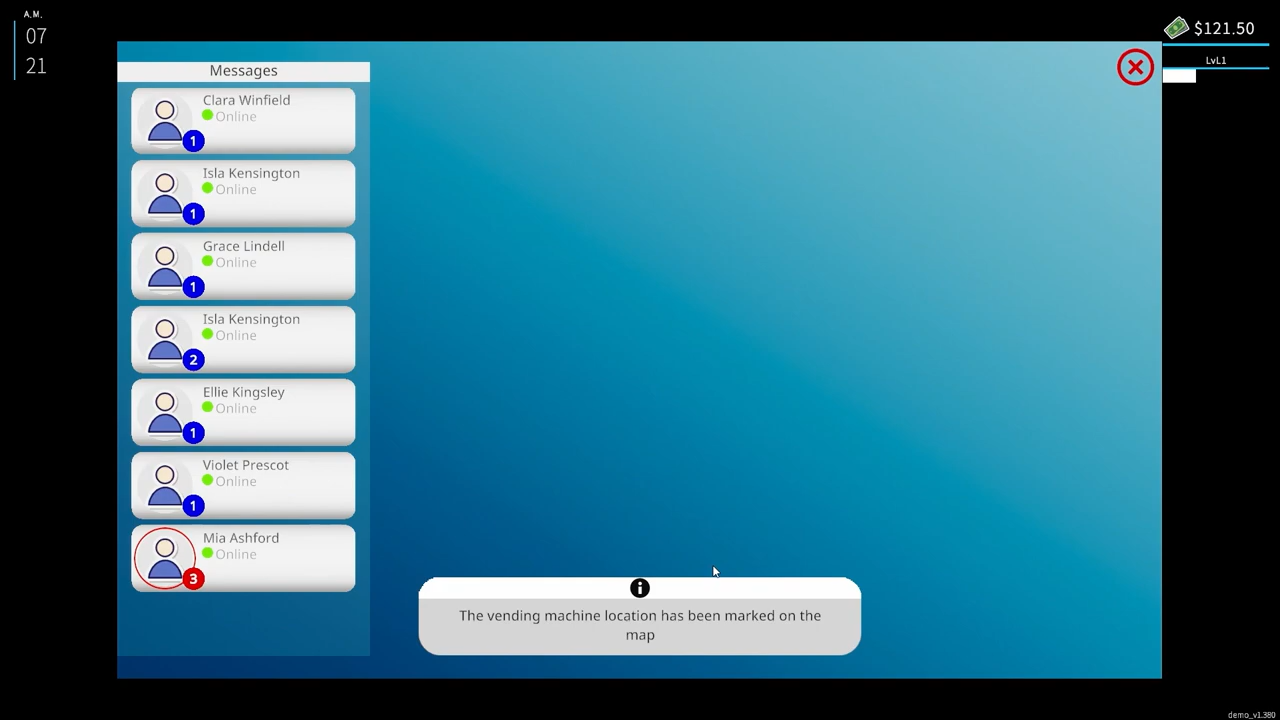 A.M.
07
21
$121.50
LvL1
Messages
Clara Winfield
Online
1
Isla Kensington
Online
1
Grace Lindell
Online
1
Isla Kensington
Online
2
Ellie Kingsley
Online
1
Violet Prescot
Online
1
Mia Ashford
Online
3
The vending machine location has been marked on the
map
demo_v1.380